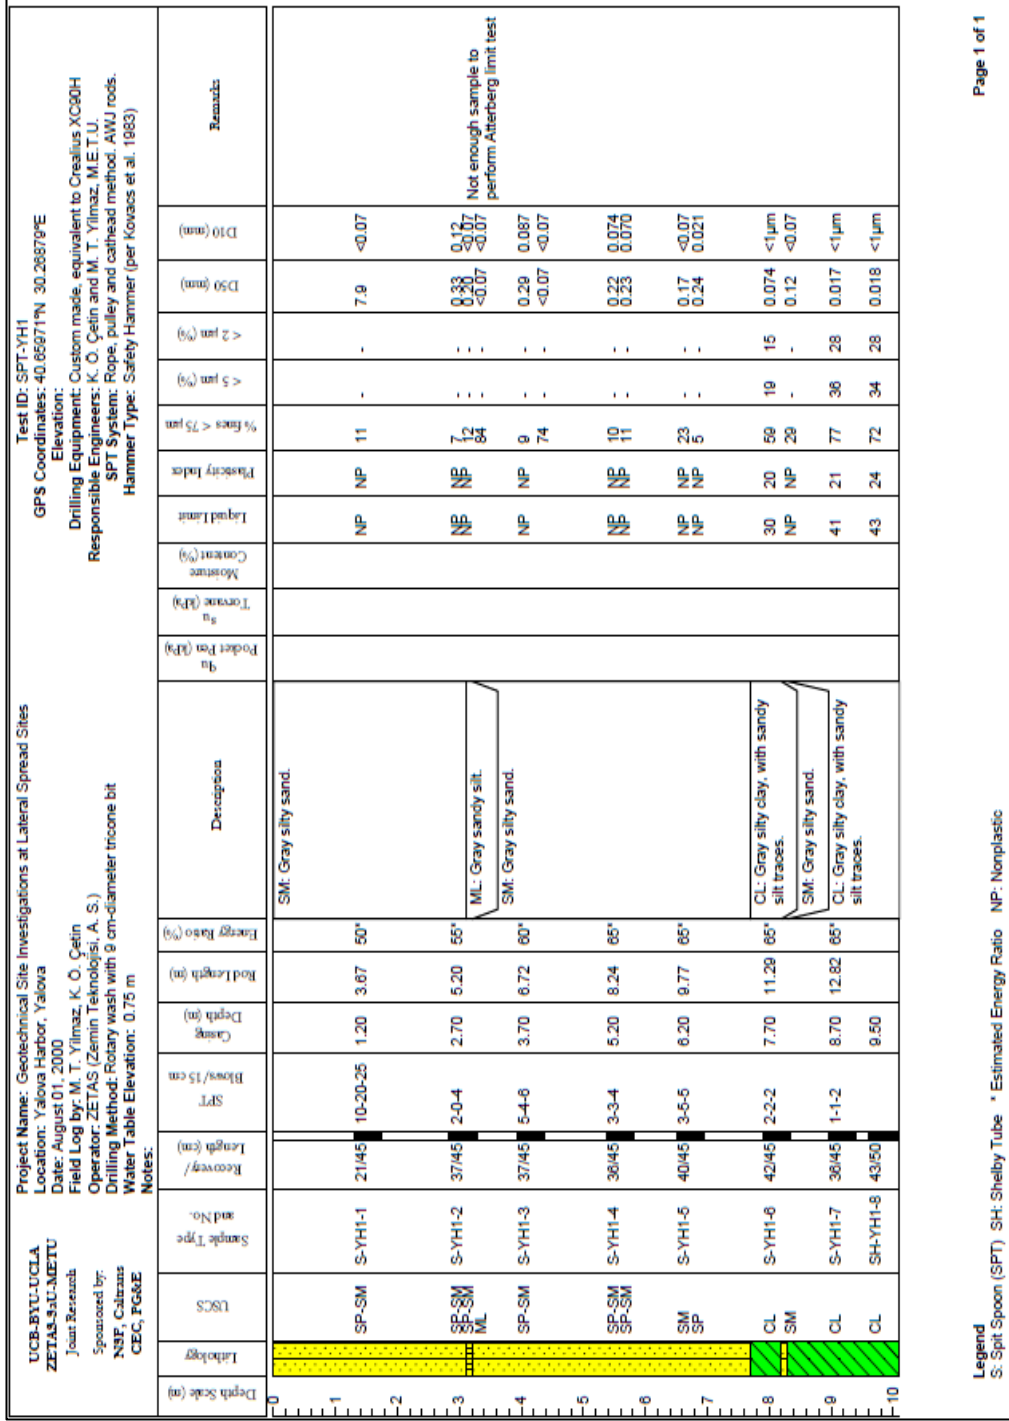 UCB-BYU-UCLA
ZETAS-SaU-METU
Joint Research
Sponsored by:
NSF, Caltrans
CEC, PG&E
Project Name: Geotechnical Site Investigations at Lateral Spread Sites
Location: Yalova Harbor, Yalova
Date: August 01, 2000
Field Log by: M. T. Yilmaz, K. Ö. Çetin
Operator: ZETAS (Zemin Teknolojisi, A. S.)
Drilling Method: Rotary wash with 9 cm-diameter tricone bit
Water Table Elevation: 0.75 m
Notes:
Test ID: SPT-YH1
GPS Coordinates: 40.65971°N 30.26879°E
Elevation:
Drilling Equipment: Custom made, equivalent to Crealius XC90H
Responsible Engineers: K. Ö. Çetin and M. T. Yilmaz, M.E.T.U.
SPT System: Rope, pulley and cathead method. AWJ rods.
Hammer Type: Safety Hammer (per Kovacs et al. 1983)
Depth Scale (m)
Lithology
USCS
Sample Type and No.
Recovery / Length (cm)
SPT Blows/15 cm
Casing Depth (m)
Rod Length (m)
Energy Ratio (%)
Description
qu Pocket Pen (kPa)
su Torvane (kPa)
Moisture Content (%)
Liquid Limit
Plasticity Index
% fines < 75 µm
< 5 µm (%)
< 2 µm (%)
D50 (mm)
D10 (mm)
Remarks
0
1
2
3
4
5
6
7
8
9
10
SP-SM S-YH1-1 21/45 10-20-25 1.20 3.67 50* NP NP 11 - - 7.9 <0.07
SP-SM S-YH1-2 37/45 2-0-4 2.70 5.20 55* NP NP 7 - - 0.33 0.12
SP-SM NP NP 12 - - 0.20 <0.07
ML 84 - - <0.07 <0.07
SP-SM S-YH1-3 37/45 5-4-6 3.70 6.72 60* NP NP 9 - - 0.29 0.087
74 - - <0.07 <0.07
SP-SM S-YH1-4 36/45 3-3-4 5.20 8.24 65* NP NP 10 - - 0.22 0.074
SP-SM NP NP 11 - - 0.23 0.070
SM S-YH1-5 40/45 3-5-5 6.20 9.77 65* NP NP 23 - - 0.17 <0.07
SP NP NP 5 - - 0.24 0.021
CL S-YH1-6 42/45 2-2-2 7.70 11.29 65* 30 20 59 19 15 0.074 <1µm
SM NP NP 29 - - 0.12 <0.07
CL S-YH1-7 36/45 1-1-2 8.70 12.82 65* 41 21 77 36 28 0.017 <1µm
CL SH-YH1-8 43/50 9.50 43 24 72 34 28 0.018 <1µm
SM: Gray silty sand.
ML: Gray sandy silt.
SM: Gray silty sand.
CL: Gray silty clay, with sandy
silt traces.
SM: Gray silty sand.
CL: Gray silty clay, with sandy
silt traces.
Not enough sample to
perform Atterberg limit test
Legend
S: Spit Spoon (SPT) SH: Shelby Tube * Estimated Energy Ratio NP: Nonplastic
Page 1 of 1